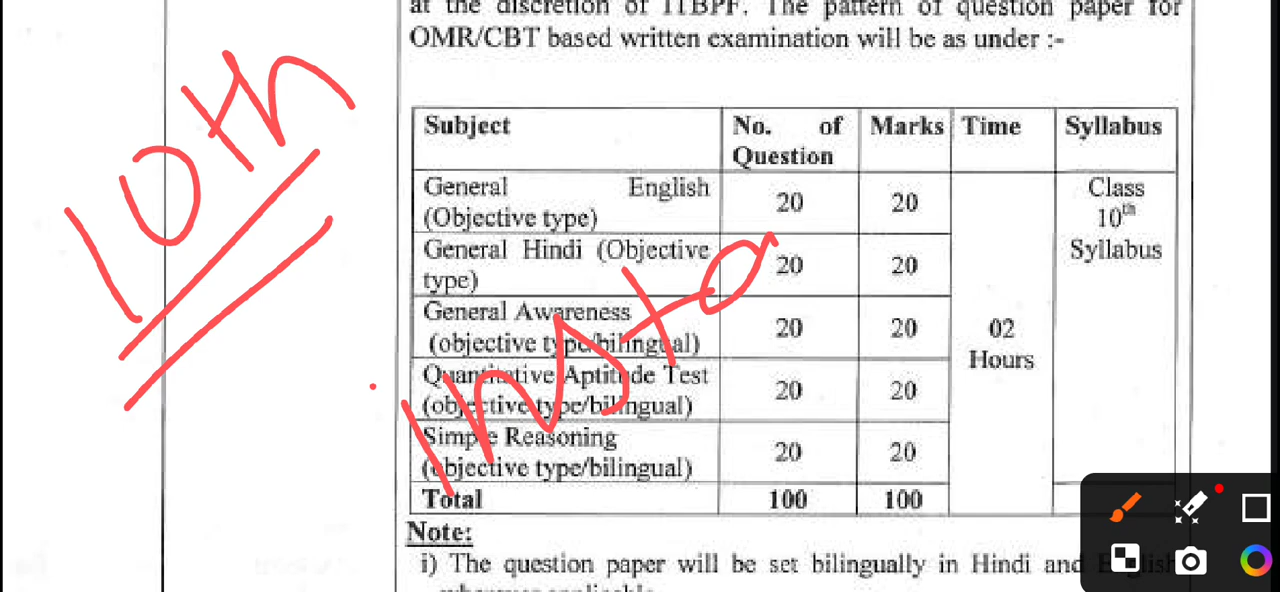 at the discretion of ITBPF. The pattern of question paper for
OMR/CBT based written examination will be as under :-
10th
Subject No. of Question Marks Time Syllabus
General English (Objective type) 20 20 02 Hours Class 10th Syllabus
General Hindi (Objective type) 20 20
General Awareness (objective type/bilingual) 20 20
Quantitative Aptitude Test (objective type/bilingual) 20 20
Simple Reasoning (objective type/bilingual) 20 20
Total 100 100
Insta
Note:
i) The question paper will be set bilingually in Hindi and English